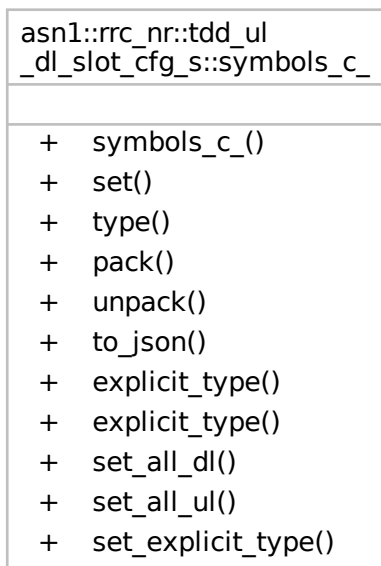 asn1::rrc_nr::tdd_ul
_dl_slot_cfg_s::symbols_c_
+ symbols_c_()
+ set()
+ type()
+ pack()
+ unpack()
+ to_json()
+ explicit_type()
+ explicit_type()
+ set_all_dl()
+ set_all_ul()
+ set_explicit_type()